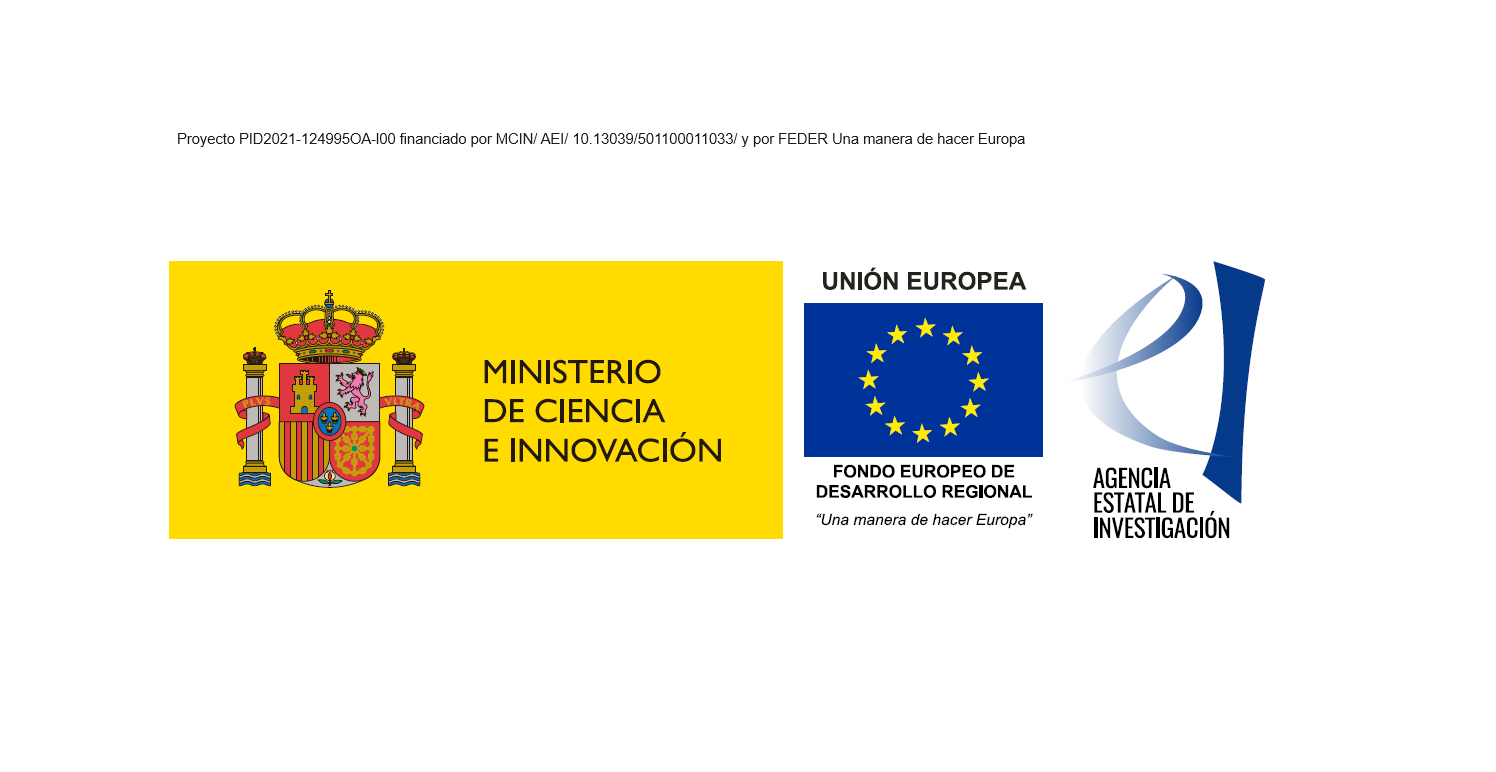 Proyecto PID2021-124995OA-I00 financiado por MCIN/ AEI/ 10.13039/501100011033/ y por FEDER Una manera de hacer Europa
PLVS VLTRA
MINISTERIO
DE CIENCIA
E INNOVACIÓN
UNIÓN EUROPEA
FONDO EUROPEO DE
DESARROLLO REGIONAL
“Una manera de hacer Europa”
AGENCIA
ESTATAL DE
INVESTIGACIÓN